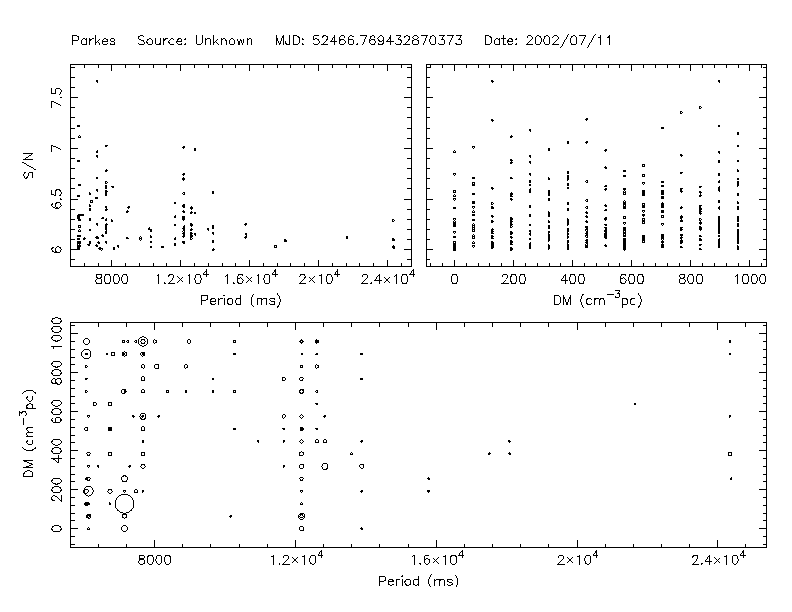 Parkes Source: Unknown MJD: 52466.769432870373 Date: 2002/07/11
7.5
7
6.5
6
S/N
8000 1.2×10⁴ 1.6×10⁴ 2×10⁴ 2.4×10⁴
Period (ms)
0 200 400 600 800 1000
DM (cm⁻³pc)
1000
800
600
400
200
0
DM (cm⁻³pc)
8000 1.2×10⁴ 1.6×10⁴ 2×10⁴ 2.4×10⁴
Period (ms)